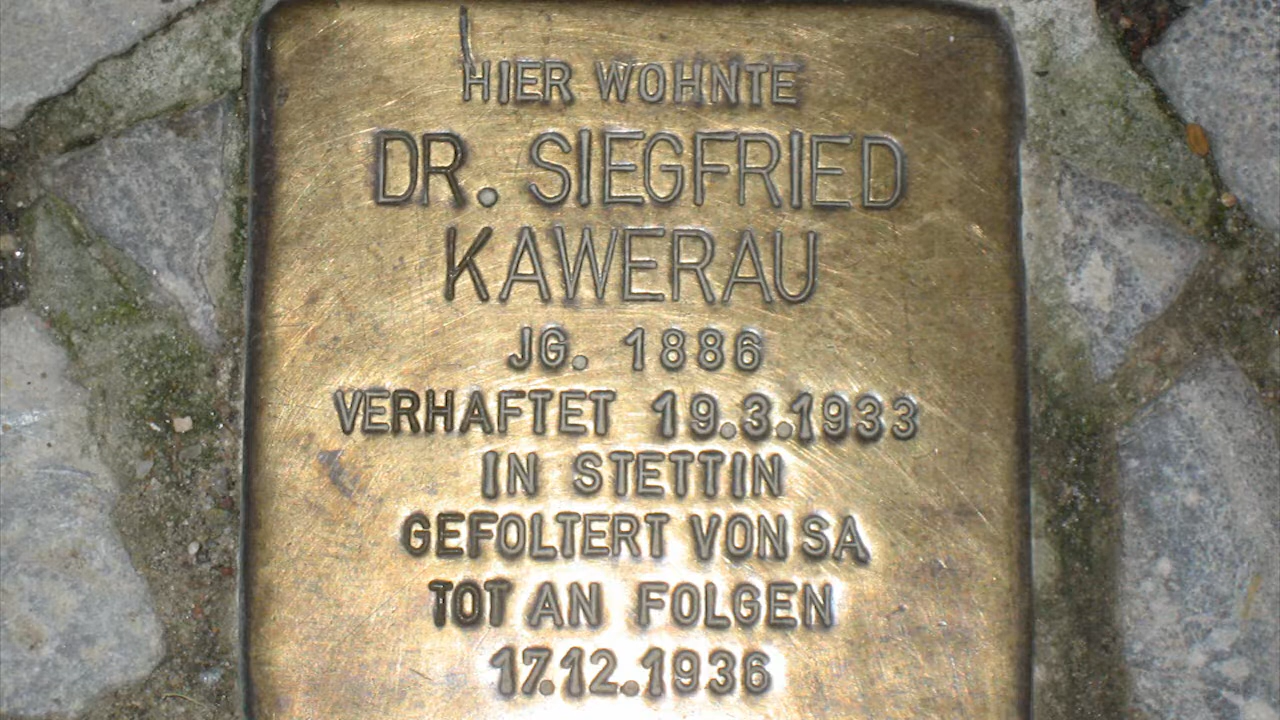 HIER WOHNTE
DR. SIEGFRIED
KAWERAU
JG. 1886
VERHAFTET 19.3.1933
IN STETTIN
GEFOLTERT VON SA
TOT AN FOLGEN
17.12.1936